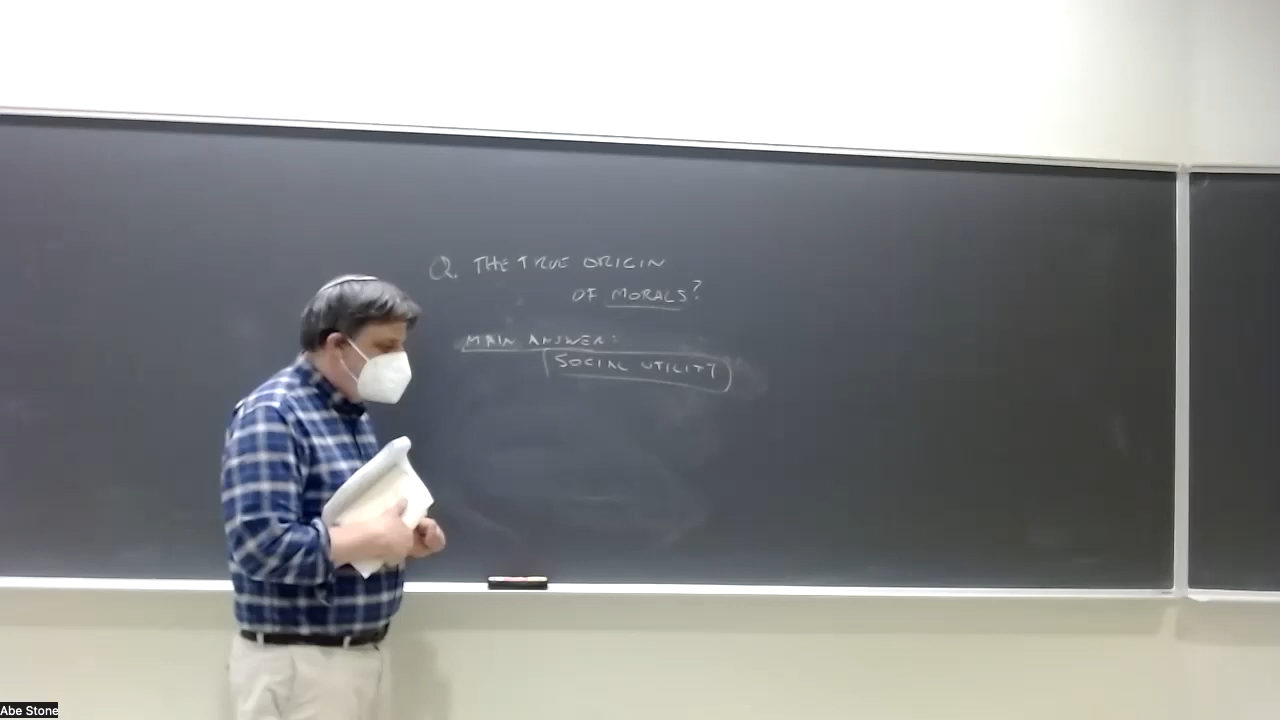 Q. THE TRUE ORIGIN
OF MORALS?
MAIN ANSWER:
SOCIAL UTILITY
Abe Stone